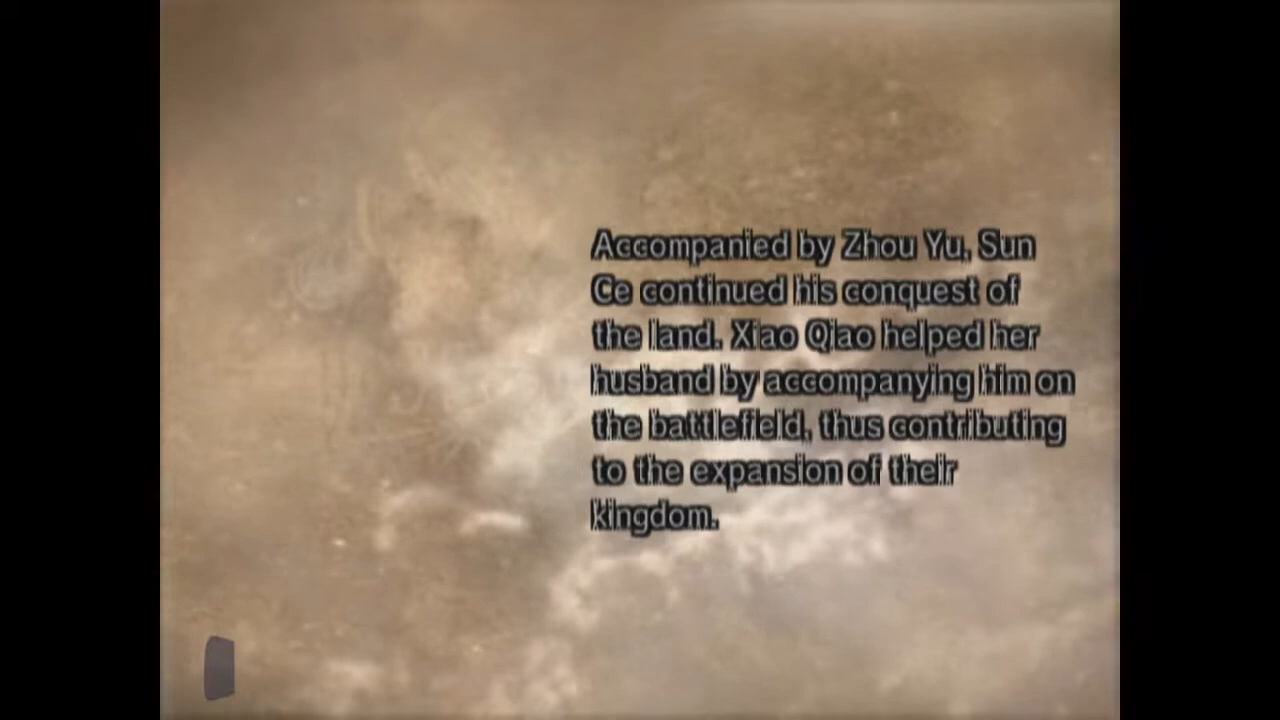 Accompanied by Zhou Yu, Sun
Ce continued his conquest of
the land. Xiao Qiao helped her
husband by accompanying him on
the battlefield, thus contributing
to the expansion of their
kingdom.